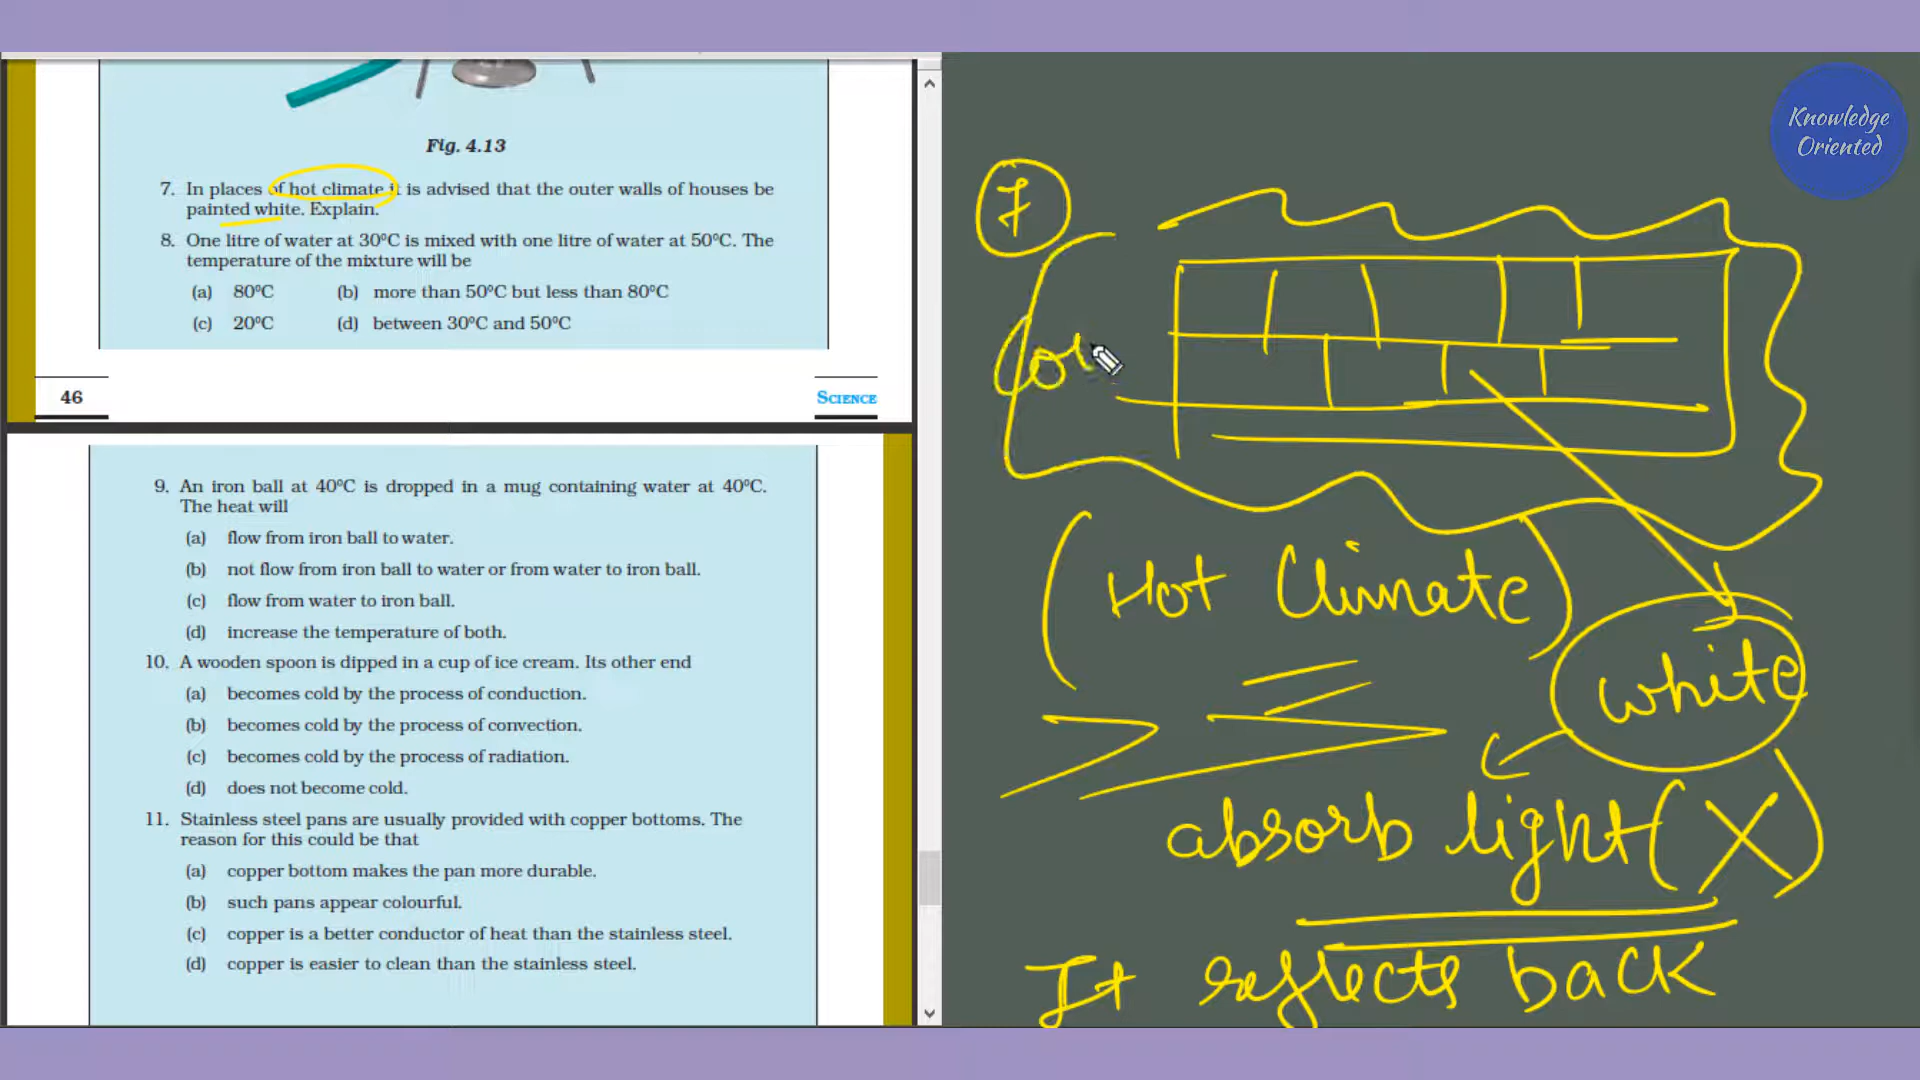 Fig. 4.13
7. In places of hot climate it is advised that the outer walls of houses be
painted white. Explain.
8. One litre of water at 30ºC is mixed with one litre of water at 50ºC. The
temperature of the mixture will be
(a) 80ºC (b) more than 50ºC but less than 80ºC
(c) 20ºC (d) between 30ºC and 50ºC
46 SCIENCE
9. An iron ball at 40ºC is dropped in a mug containing water at 40ºC.
The heat will
(a) flow from iron ball to water.
(b) not flow from iron ball to water or from water to iron ball.
(c) flow from water to iron ball.
(d) increase the temperature of both.
10. A wooden spoon is dipped in a cup of ice cream. Its other end
(a) becomes cold by the process of conduction.
(b) becomes cold by the process of convection.
(c) becomes cold by the process of radiation.
(d) does not become cold.
11. Stainless steel pans are usually provided with copper bottoms. The
reason for this could be that
(a) copper bottom makes the pan more durable.
(b) such pans appear colourful.
(c) copper is a better conductor of heat than the stainless steel.
(d) copper is easier to clean than the stainless steel.
Knowledge
Oriented
7
(Hot Climate)
white
absorb light (X)
It reflects back